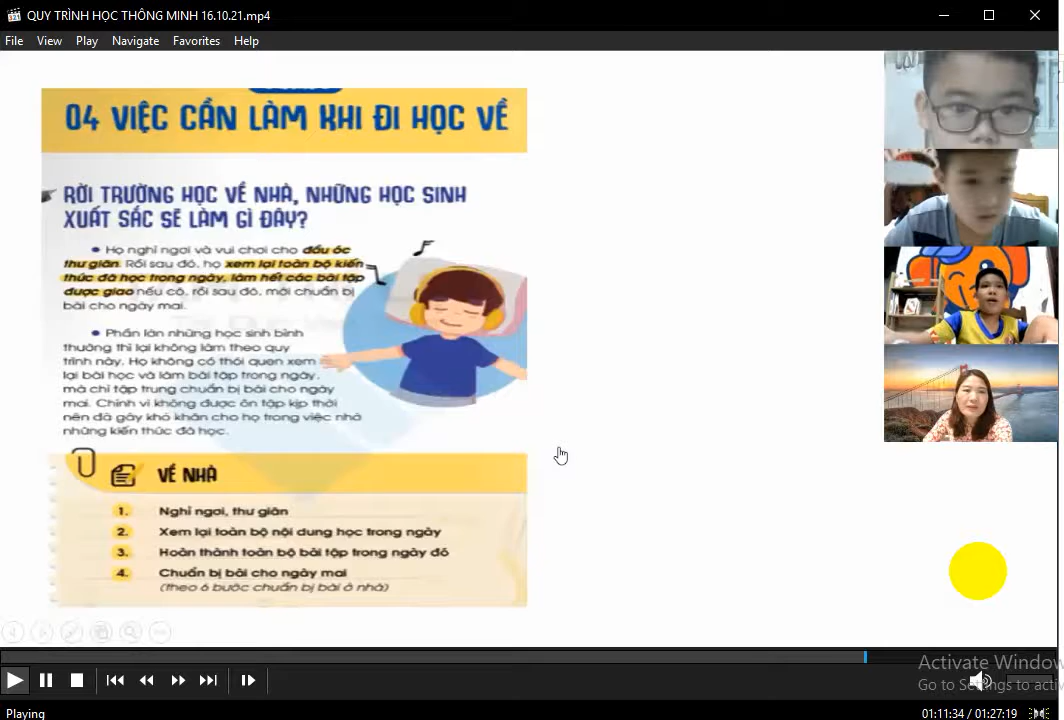 QUY TRÌNH HỌC THÔNG MINH 16.10.21.mp4
File View Play Navigate Favorites Help
04 VIỆC CẦN LÀM KHI ĐI HỌC VỀ
RỜI TRƯỜNG HỌC VỀ NHÀ, NHỮNG HỌC SINH
XUẤT SẮC SẼ LÀM GÌ ĐÂY?
• Họ nghỉ ngơi và vui chơi cho đầu óc
thư giãn. Rồi sau đó, họ xem lại toàn bộ kiến
thức đã học trong ngày, làm hết các bài tập
được giao nếu có, rồi sau đó, mới chuẩn bị
bài cho ngày mai.
• Phần lớn những học sinh bình
thường thì lại không làm theo quy
trình này. Họ không có thói quen xem
lại bài học và làm bài tập trong ngày,
mà chỉ tập trung chuẩn bị bài cho ngày
mai. Chính vì không được ôn tập kịp thời
nên đã gây khó khăn cho họ trong việc nhớ
những kiến thức đã học.
VỀ NHÀ
1. Nghỉ ngơi, thư giãn
2. Xem lại toàn bộ nội dung học trong ngày
3. Hoàn thành toàn bộ bài tập trong ngày đó
4. Chuẩn bị bài cho ngày mai
(theo 6 bước chuẩn bị bài ở nhà)
Activate Window
Go to Settings to activ
Playing
01:11:34 / 01:27:19